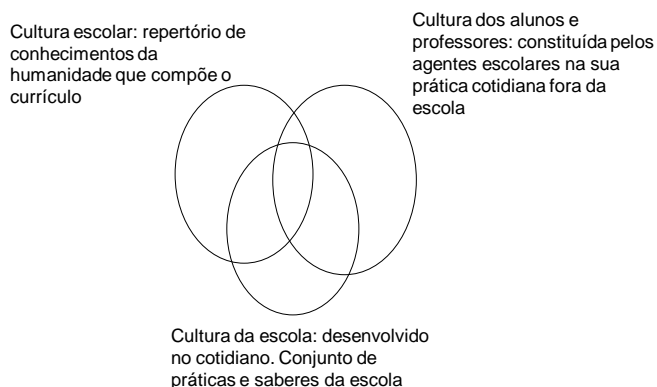 Cultura escolar: repertório de
conhecimentos da
humanidade que compõe o
currículo
Cultura dos alunos e
professores: constituída pelos
agentes escolares na sua
prática cotidiana fora da
escola
Cultura da escola: desenvolvido
no cotidiano. Conjunto de
práticas e saberes da escola